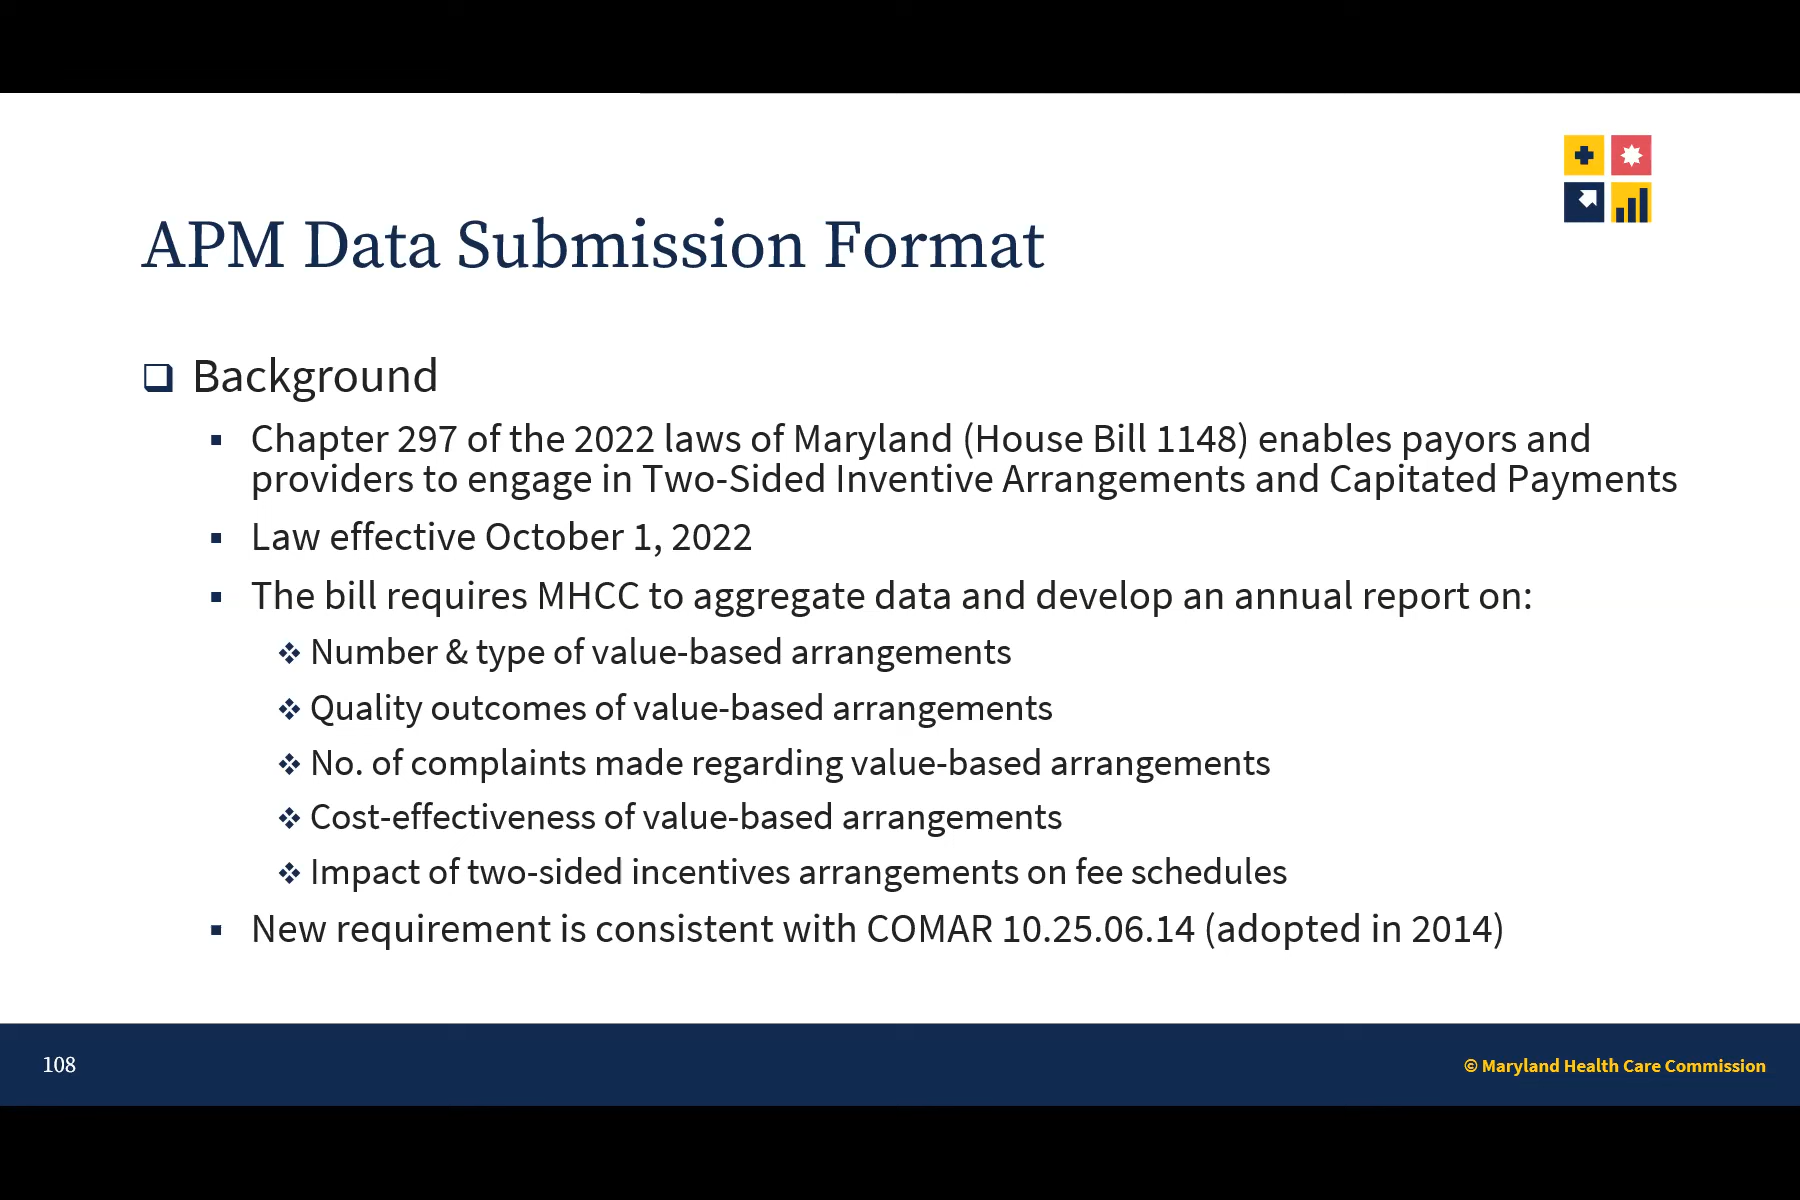 APM Data Submission Format
Background
Chapter 297 of the 2022 laws of Maryland (House Bill 1148) enables payors and
providers to engage in Two-Sided Inventive Arrangements and Capitated Payments
Law effective October 1, 2022
The bill requires MHCC to aggregate data and develop an annual report on:
Number & type of value-based arrangements
Quality outcomes of value-based arrangements
No. of complaints made regarding value-based arrangements
Cost-effectiveness of value-based arrangements
Impact of two-sided incentives arrangements on fee schedules
New requirement is consistent with COMAR 10.25.06.14 (adopted in 2014)
108
© Maryland Health Care Commission